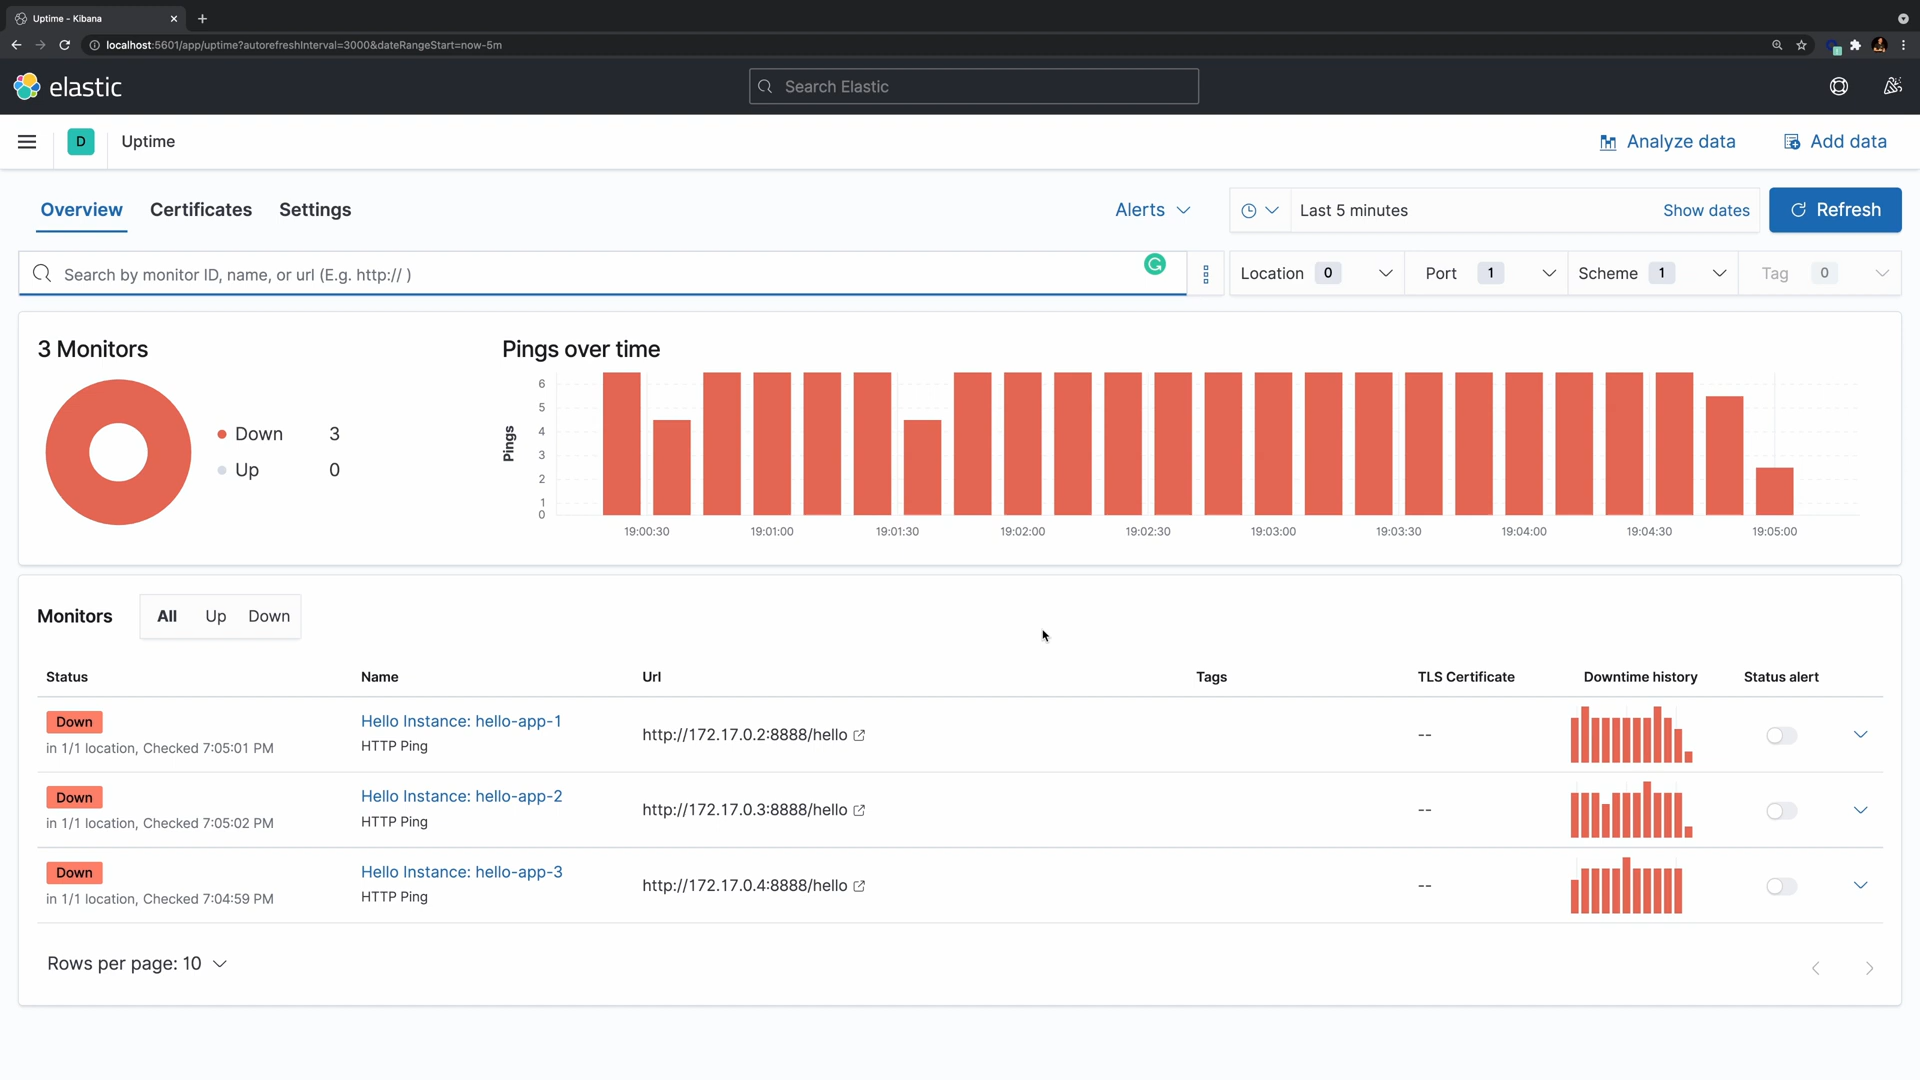 Uptime - Kibana
localhost:5601/app/uptime?autorefreshInterval=3000&dateRangeStart=now-5m
elastic
Search Elastic
D
Uptime
Analyze data
Add data
Overview
Certificates
Settings
Alerts
Last 5 minutes
Show dates
Refresh
Search by monitor ID, name, or url (E.g. http:// )
Location 0
Port 1
Scheme 1
Tag 0
3 Monitors
Down 3
Up 0
Pings over time
Pings
6
5
4
3
2
1
0
19:00:30
19:01:00
19:01:30
19:02:00
19:02:30
19:03:00
19:03:30
19:04:00
19:04:30
19:05:00
Monitors
All
Up
Down
Status
Name
Url
Tags
TLS Certificate
Downtime history
Status alert
Down
in 1/1 location, Checked 7:05:01 PM
Hello Instance: hello-app-1
HTTP Ping
http://172.17.0.2:8888/hello
--
Down
in 1/1 location, Checked 7:05:02 PM
Hello Instance: hello-app-2
HTTP Ping
http://172.17.0.3:8888/hello
--
Down
in 1/1 location, Checked 7:04:59 PM
Hello Instance: hello-app-3
HTTP Ping
http://172.17.0.4:8888/hello
--
Rows per page: 10